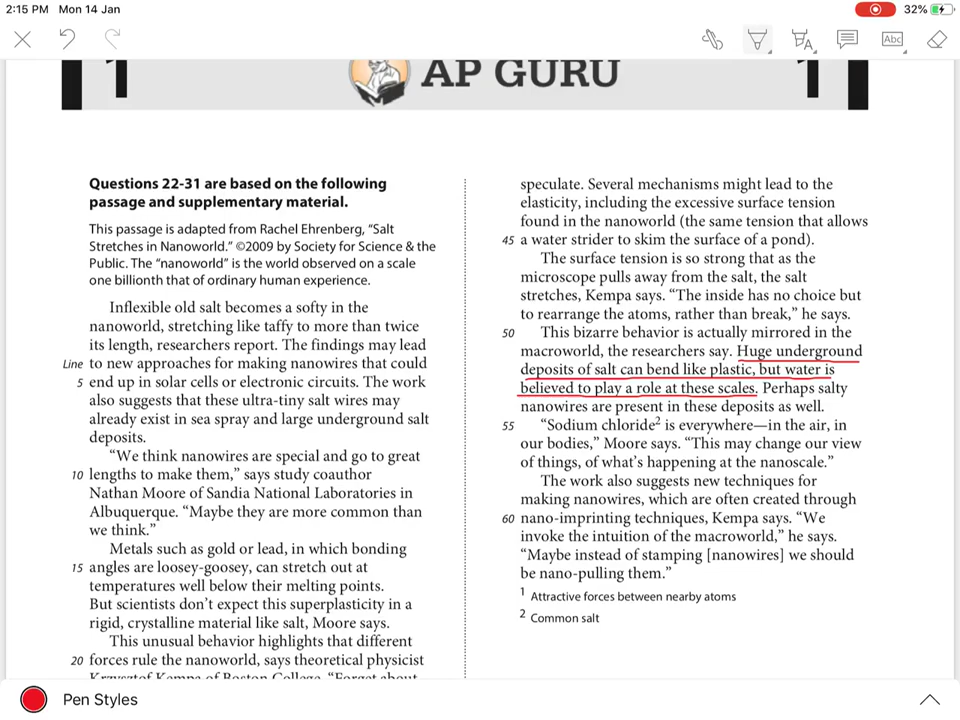 2:15 PM Mon 14 Jan
32%
Abc
1
AP GURU
1
Questions 22-31 are based on the following
passage and supplementary material.
This passage is adapted from Rachel Ehrenberg, “Salt
Stretches in Nanoworld.” ©2009 by Society for Science & the
Public. The “nanoworld” is the world observed on a scale
one billionth that of ordinary human experience.
Inflexible old salt becomes a softy in the
nanoworld, stretching like taffy to more than twice
its length, researchers report. The findings may lead
Line to new approaches for making nanowires that could
5 end up in solar cells or electronic circuits. The work
also suggests that these ultra-tiny salt wires may
already exist in sea spray and large underground salt
deposits.
“We think nanowires are special and go to great
10 lengths to make them,” says study coauthor
Nathan Moore of Sandia National Laboratories in
Albuquerque. “Maybe they are more common than
we think.”
Metals such as gold or lead, in which bonding
15 angles are loosey-goosey, can stretch out at
temperatures well below their melting points.
But scientists don’t expect this superplasticity in a
rigid, crystalline material like salt, Moore says.
This unusual behavior highlights that different
20 forces rule the nanoworld, says theoretical physicist
Krzysztof Kempa of Boston College. “Forget about
speculate. Several mechanisms might lead to the
elasticity, including the excessive surface tension
found in the nanoworld (the same tension that allows
45 a water strider to skim the surface of a pond).
The surface tension is so strong that as the
microscope pulls away from the salt, the salt
stretches, Kempa says. “The inside has no choice but
to rearrange the atoms, rather than break,” he says.
50 This bizarre behavior is actually mirrored in the
macroworld, the researchers say. Huge underground
deposits of salt can bend like plastic, but water is
believed to play a role at these scales. Perhaps salty
nanowires are present in these deposits as well.
55 “Sodium chloride2 is everywhere—in the air, in
our bodies,” Moore says. “This may change our view
of things, of what’s happening at the nanoscale.”
The work also suggests new techniques for
making nanowires, which are often created through
60 nano-imprinting techniques, Kempa says. “We
invoke the intuition of the macroworld,” he says.
“Maybe instead of stamping [nanowires] we should
be nano-pulling them.”
1 Attractive forces between nearby atoms
2 Common salt
Pen Styles